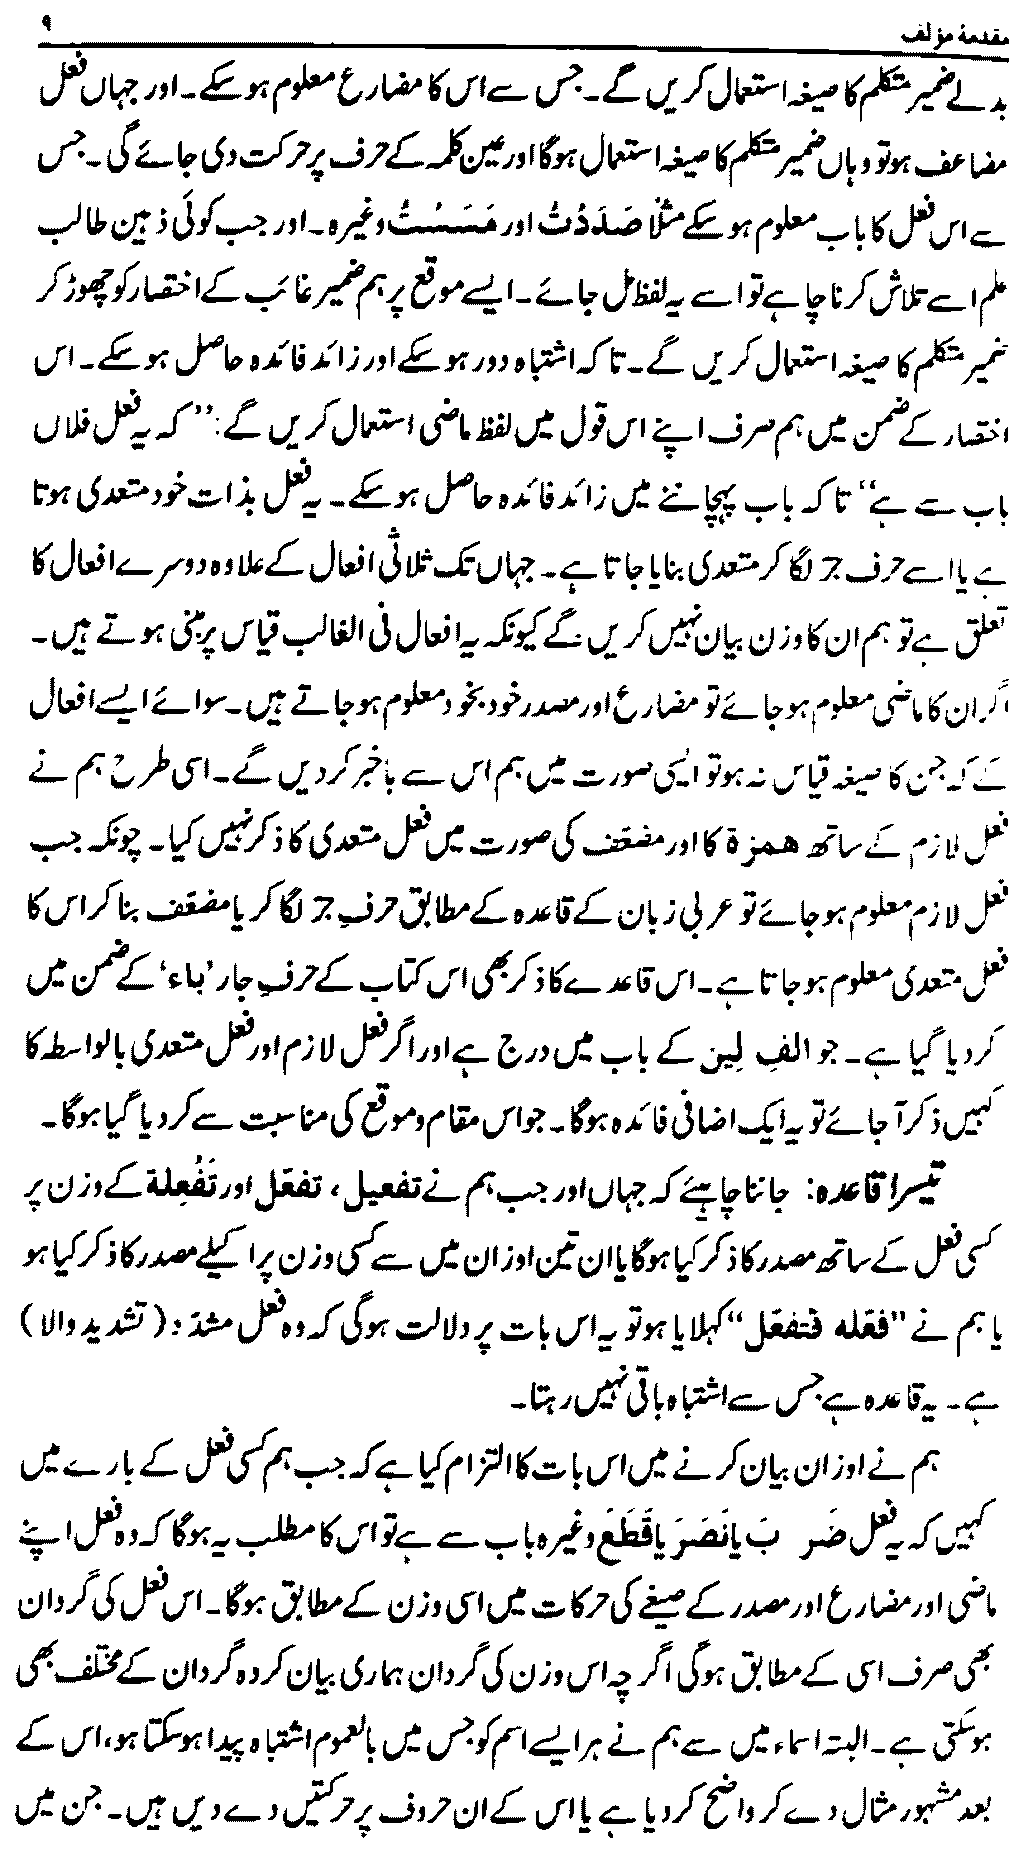 مقدمۂ مؤلف ۹
بدلے ضمیر متکلم کا صیغہ استعمال کریں گے۔ جس سے اس کا مضارع معلوم ہو سکے۔ اور جہاں فعل
مضاعف ہو تو وہاں ضمیر متکلم کا صیغہ استعمال ہوگا اور عین کلمہ کے حرف پر حرکت دی جائے گی۔ جس
سے اس فعل کا باب معلوم ہو سکے مثلًا صَدَدْتُ اور مَسَسْتُ وغیرہ۔ اور جب کوئی ذہین طالب
علم اسے تلاش کرنا چاہے تو اسے یہ لفظ مل جائے۔ ایسے موقع پر ہم ضمیر غائب کے اختصار کو چھوڑ کر
ضمیر متکلم کا صیغہ استعمال کریں گے۔ تاکہ اشتباہ دور ہو سکے اور زائد فائدہ حاصل ہو سکے۔ اس
اختصار کے ضمن میں ہم صرف اپنے اس قول میں لفظ ماضی استعمال کریں گے: ”کہ یہ فعل فلاں
باب سے ہے“ تاکہ باب پہچاننے میں زائد فائدہ حاصل ہو سکے۔ یہ فعل بذات خود متعدی ہوتا
ہے یا اسے حرف جر لگا کر متعدی بنایا جاتا ہے۔ جہاں تک ثلاثی افعال کے علاوہ دوسرے افعال کا
تعلق ہے تو ہم ان کا وزن بیان نہیں کریں گے کیونکہ یہ افعال فی الغالب قیاس پر مبنی ہوتے ہیں۔
اگر ان کا ماضی معلوم ہو جائے تو مضارع اور مصدر خود بخود معلوم ہو جاتے ہیں۔ سوائے ایسے افعال
کے کہ جن کا صیغہ قیاس نہ ہو تو ایسی صورت میں ہم اس سے باخبر کر دیں گے۔ اسی طرح ہم نے
فعل لازم کے ساتھ ھمزۃ کا اور مضعّف کی صورت میں فعل متعدی کا ذکر نہیں کیا۔ چونکہ جب
فعل لازم معلوم ہو جائے تو عربی زبان کے قاعدہ کے مطابق حرفِ جر لگا کر یا مضعّف بنا کر اس کا
فعل متعدی معلوم ہو جاتا ہے۔ اس قاعدے کا ذکر بھی اس کتاب کے حرفِ جار ’باء‘ کے ضمن میں
کر دیا گیا ہے۔ جو الفِ لِین کے باب میں درج ہے اور اگر فعل لازم اور فعل متعدی بالواسطہ کا
کہیں ذکر آ جائے تو یہ ایک اضافی فائدہ ہوگا۔ جو اس مقام و موقع کی مناسبت سے کر دیا گیا ہوگا۔
تیسرا قاعدہ: جاننا چاہیئے کہ جہاں اور جب ہم نے تفعیل، تفعّل اور تَفْعِلة کے وزن پر
کسی فعل کے ساتھ مصدر کا ذکر کیا ہوگا یا ان تین اوزان میں سے کسی وزن پر اکیلے مصدر کا ذکر کیا ہو
یا ہم نے "فعّله فتفعّل" کہلایا ہو تو یہ اس بات پر دلالت ہوگی کہ وہ فعل مشدّد (تشدید والا)
ہے۔ یہ قاعدہ ہے جس سے اشتباہ باقی نہیں رہتا۔
ہم نے اوزان بیان کرنے میں اس بات کا التزام کیا ہے کہ جب ہم کسی فعل کے بارے میں
کہیں کہ یہ فعل ضَرَبَ یا نَصَرَ یا قَطَعَ وغیرہ باب سے ہے تو اس کا مطلب یہ ہوگا کہ وہ فعل اپنے
ماضی اور مضارع اور مصدر کے صیغے کی حرکات میں اسی وزن کے مطابق ہوگا۔ اس فعل کی گردان
بھی صرف اسی کے مطابق ہوگی اگرچہ اس وزن کی گردان ہماری بیان کردہ گردان کے مختلف بھی
ہو سکتی ہے۔ البتہ اسماء میں سے ہم نے ہر ایسے اسم کو جس میں بالعموم اشتباہ پیدا ہو سکتا ہو، اس کے
بعد مشہور مثال دے کر واضح کر دیا ہے یا اس کے ان حروف پر حرکتیں دے دیں ہیں۔ جن میں